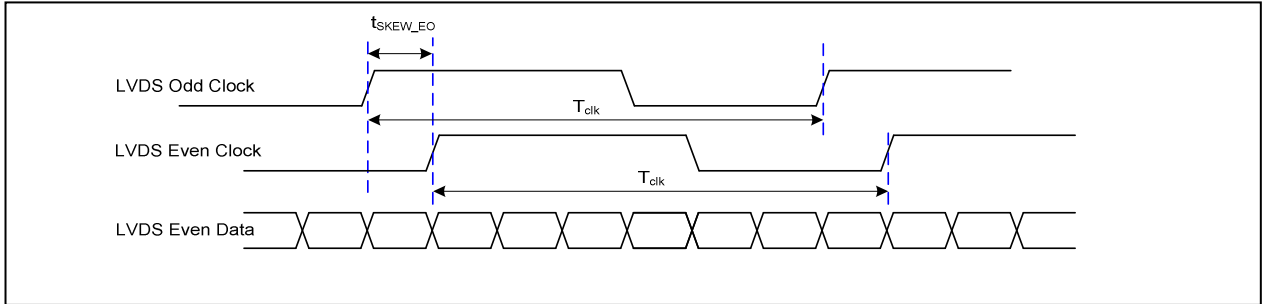 tSKEW_EO
LVDS Odd Clock
Tclk
LVDS Even Clock
Tclk
LVDS Even Data